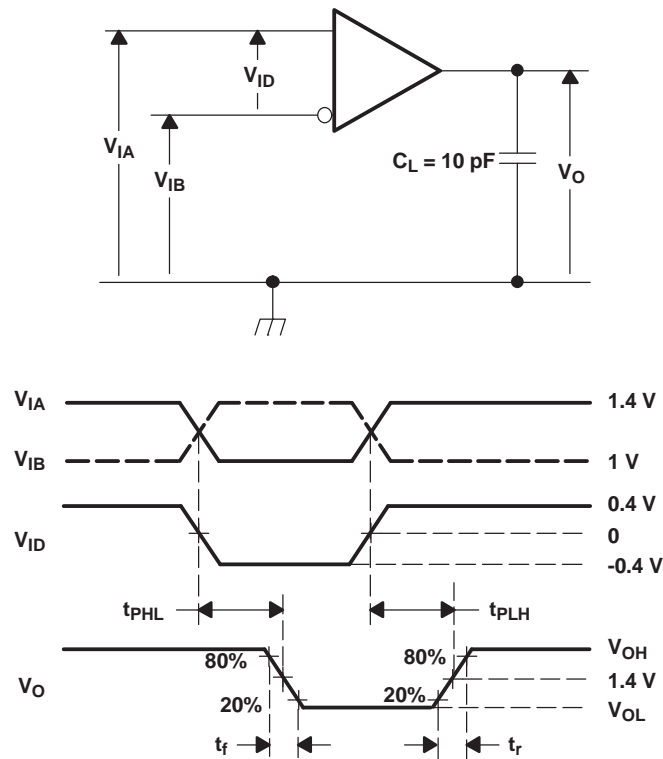 V_ID
V_IA
V_IB
C_L = 10 pF
V_O
V_IA
1.4 V
V_IB
1 V
0.4 V
V_ID
0
-0.4 V
t_PHL
t_PLH
V_OH
80%
80%
V_O
1.4 V
20%
20%
V_OL
t_f
t_r